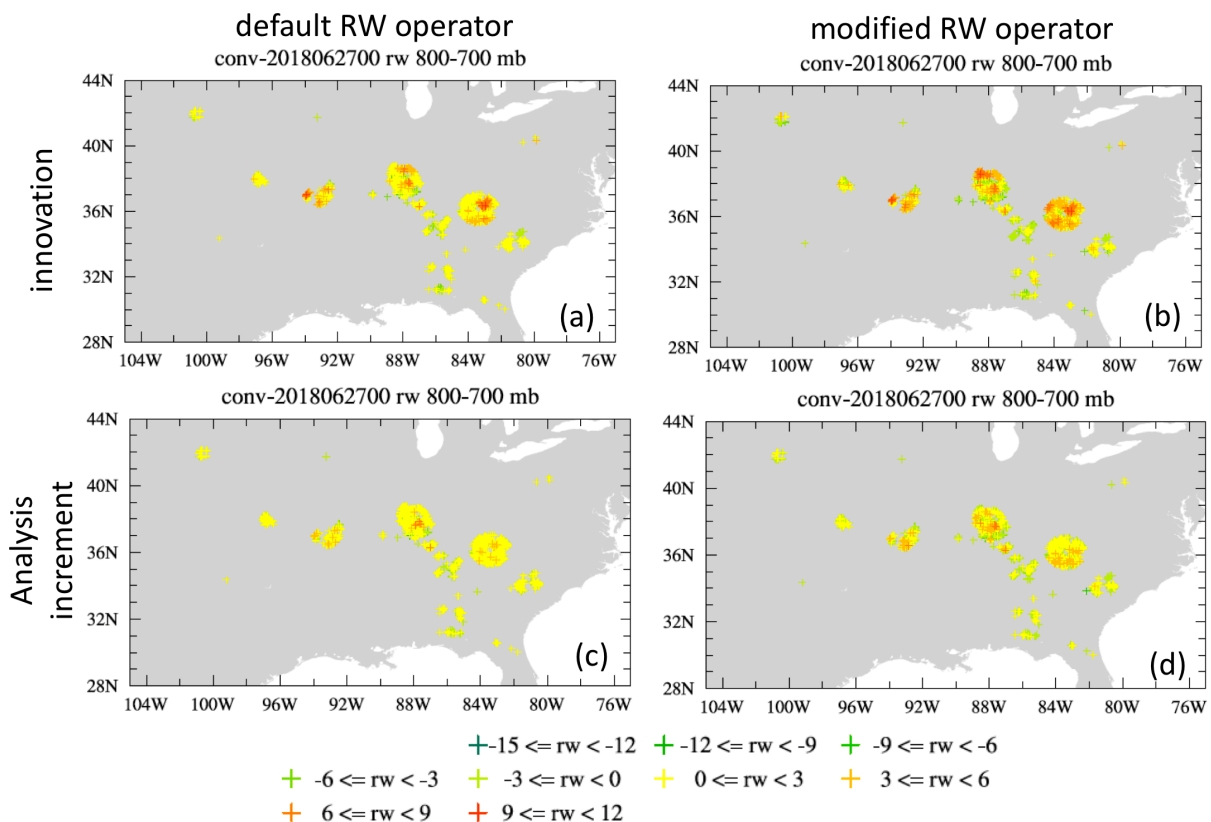 default RW operator
modified RW operator
conv-2018062700 rw 800-700 mb
conv-2018062700 rw 800-700 mb
innovation
44N
40N
36N
32N
28N
104W 100W 96W 92W 88W 84W 80W 76W
(a)
44N
40N
36N
32N
28N
104W 100W 96W 92W 88W 84W 80W 76W
(b)
conv-2018062700 rw 800-700 mb
conv-2018062700 rw 800-700 mb
Analysis
increment
44N
40N
36N
32N
28N
104W 100W 96W 92W 88W 84W 80W 76W
(c)
44N
40N
36N
32N
28N
104W 100W 96W 92W 88W 84W 80W 76W
(d)
-15 <= rw < -12 -12 <= rw < -9 -9 <= rw < -6
-6 <= rw < -3 -3 <= rw < 0 0 <= rw < 3 3 <= rw < 6
6 <= rw < 9 9 <= rw < 12